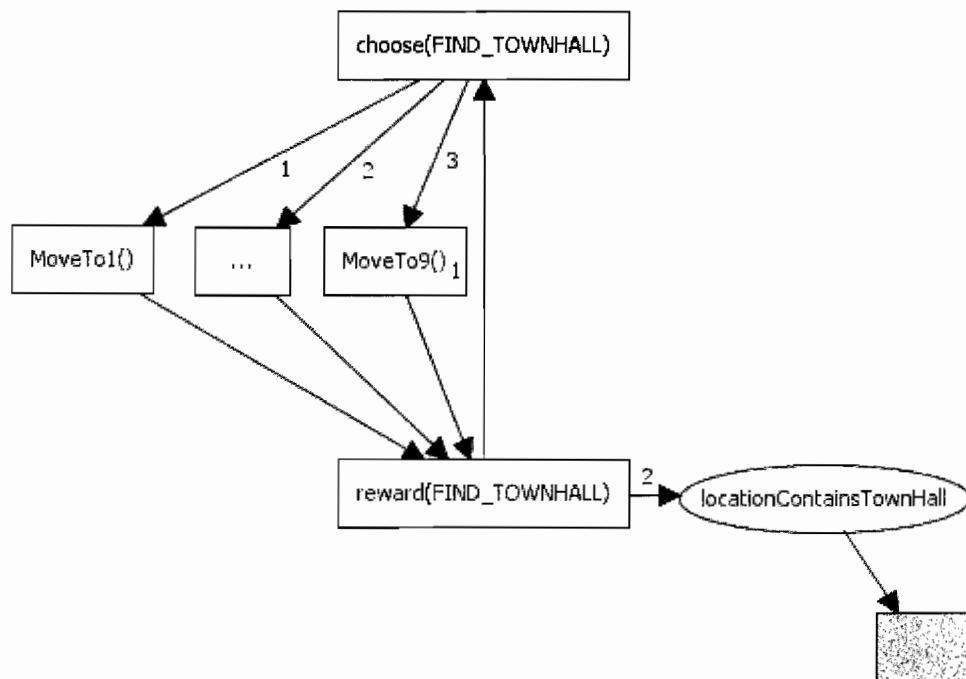 choose(FIND_TOWNHALL)
1
2
3
MoveTo1()
...
MoveTo9()
1
reward(FIND_TOWNHALL)
2
locationContainsTownHall